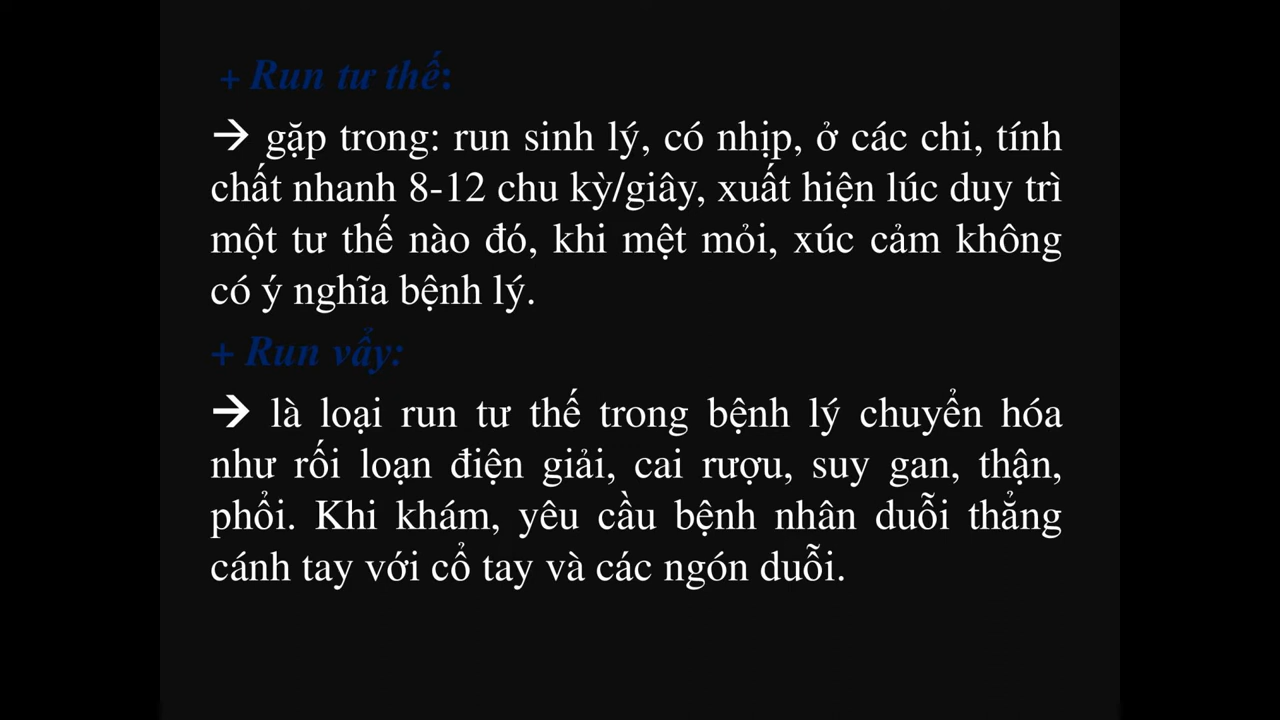 + Run tư thế:
→ gặp trong: run sinh lý, có nhịp, ở các chi, tính
chất nhanh 8-12 chu kỳ/giây, xuất hiện lúc duy trì
một tư thế nào đó, khi mệt mỏi, xúc cảm không
có ý nghĩa bệnh lý.
+ Run vẩy:
→ là loại run tư thế trong bệnh lý chuyển hóa
như rối loạn điện giải, cai rượu, suy gan, thận,
phổi. Khi khám, yêu cầu bệnh nhân duỗi thẳng
cánh tay với cổ tay và các ngón duỗi.